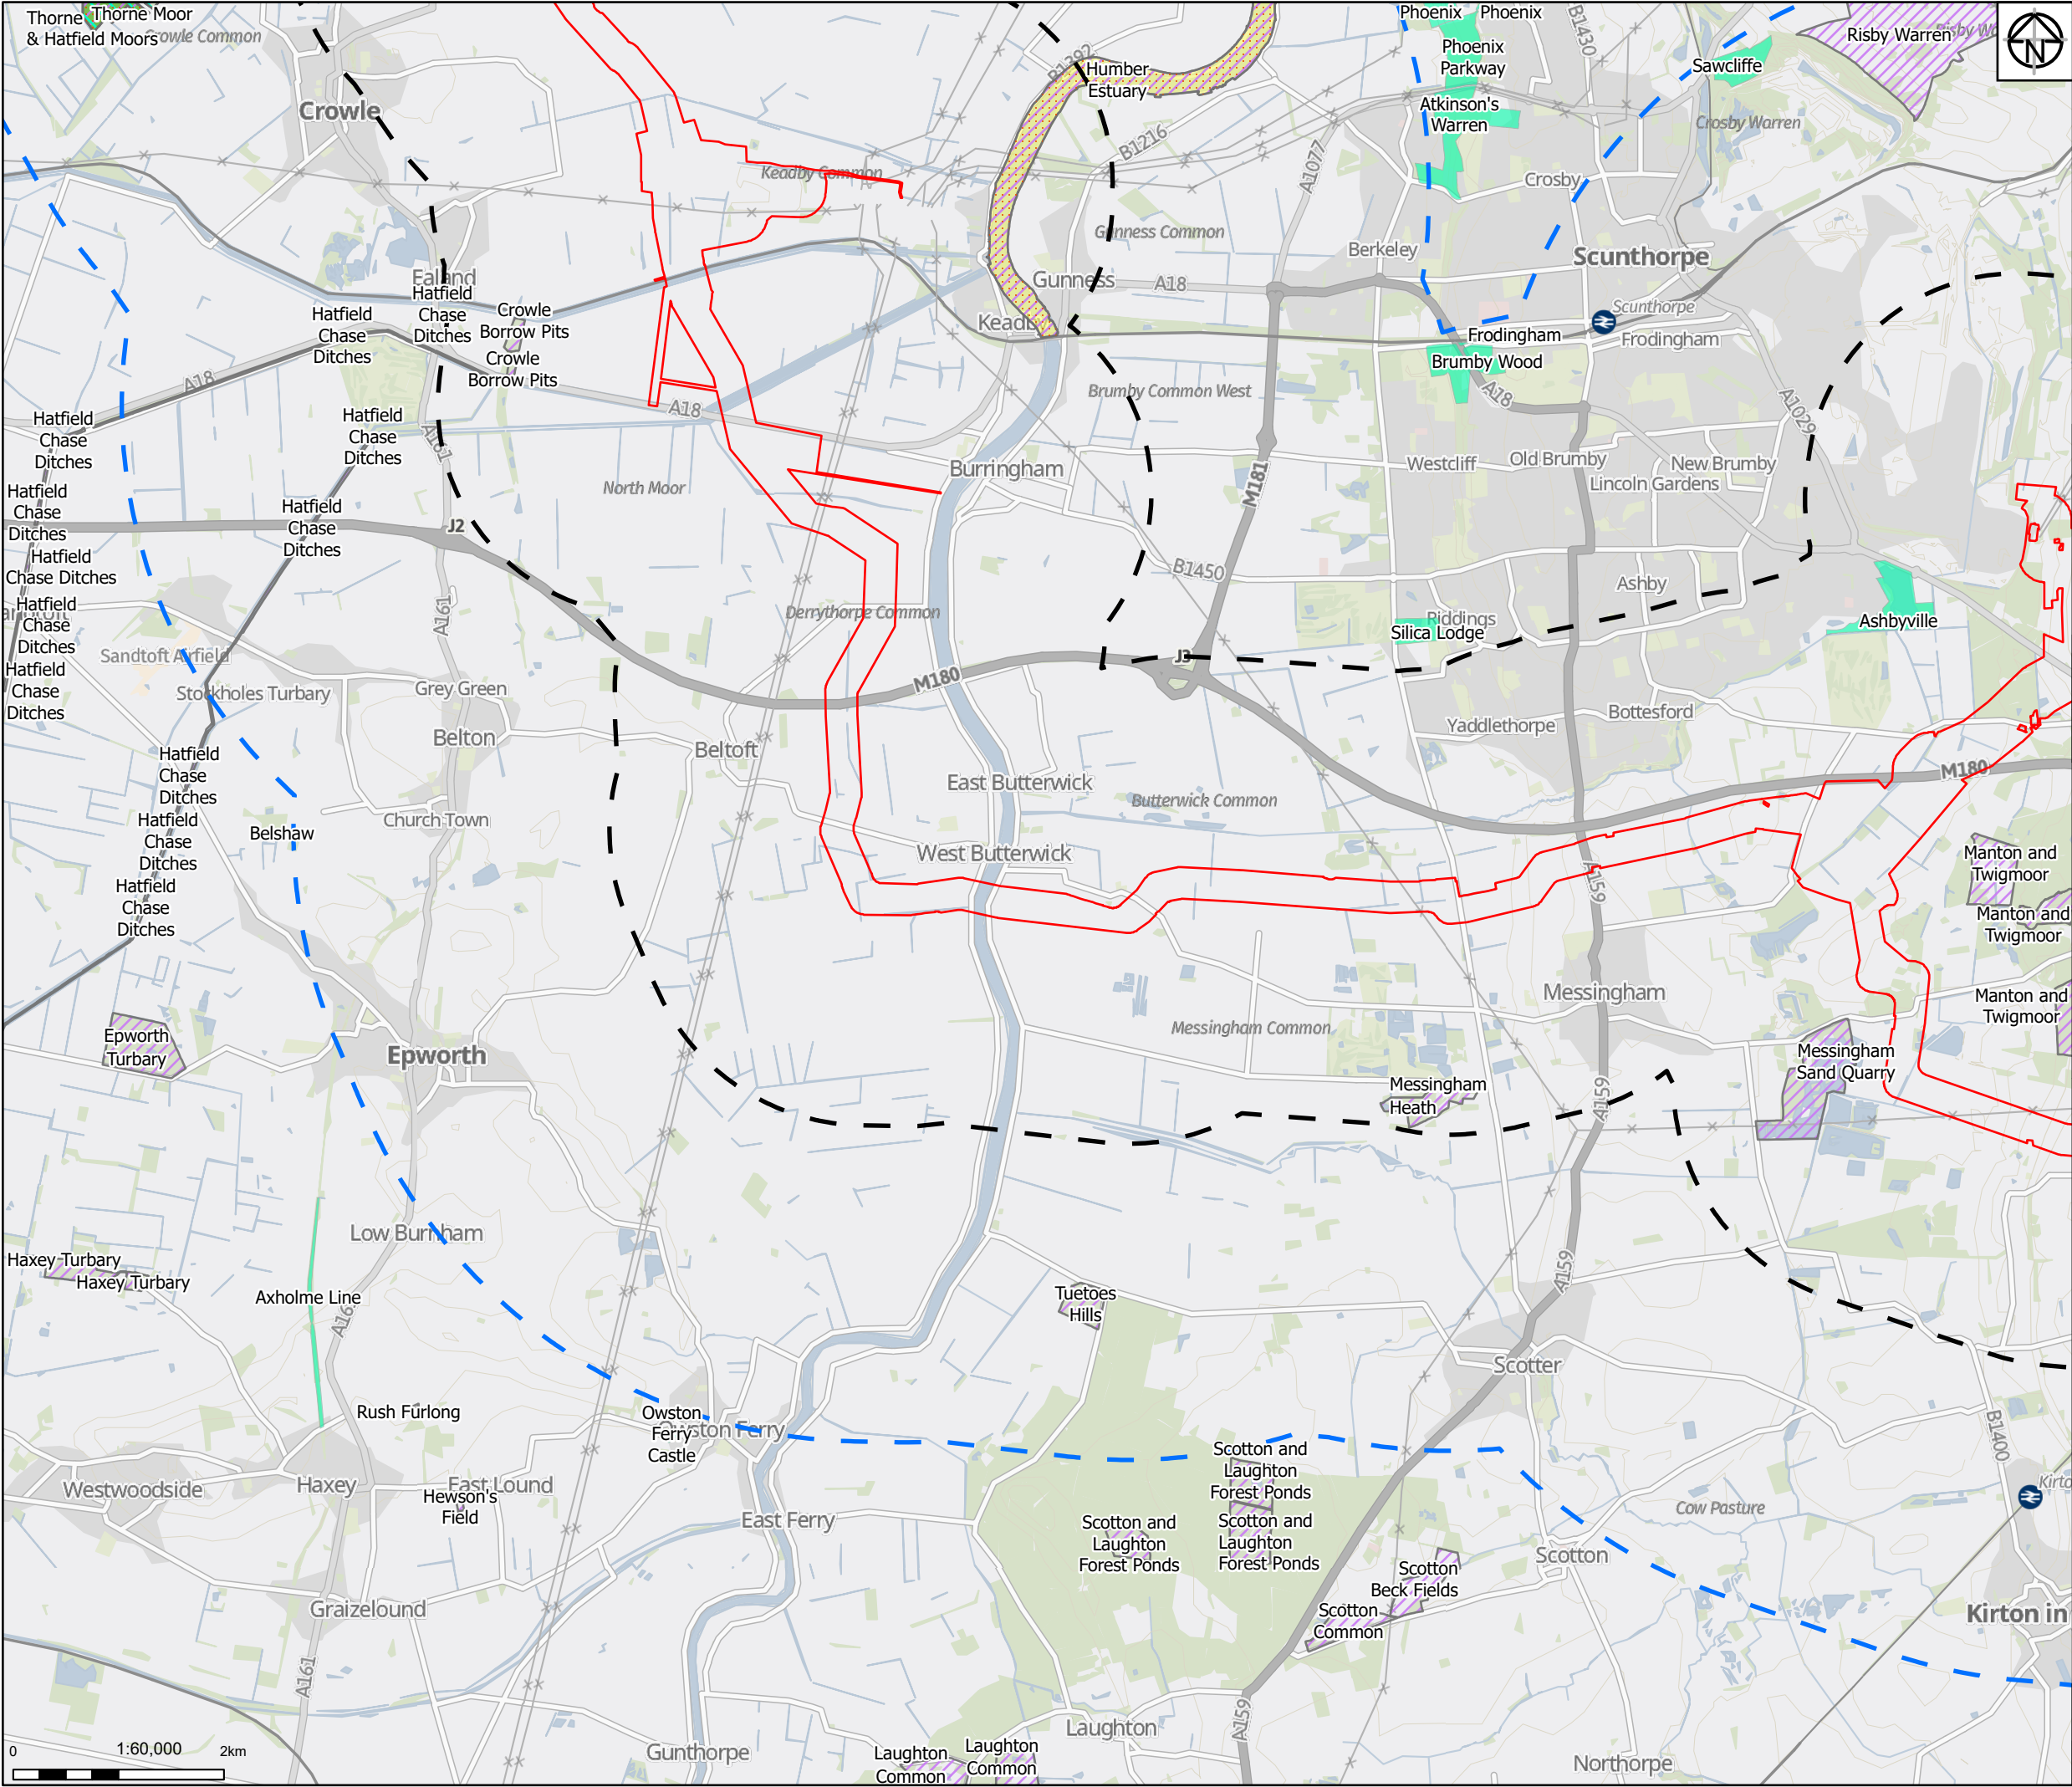 Thorne
& Hatfield Moors
Thorne Moor
Crowle Common
Crowle
Humber
Estuary
B1392
B1216
Keadby Common
Phoenix
Phoenix
Phoenix
Parkway
B1430
Sawcliffe
Risby Warren
N
Atkinson's
Warren
Crosby Warren
A1077
Crosby
Gunness Common
Berkeley
Scunthorpe
Ealand
Hatfield
Chase
Ditches
Hatfield
Chase
Ditches
Crowle
Borrow Pits
Crowle
Borrow Pits
Gunness
A18
Scunthorpe
Frodingham
Frodingham
Brumby Wood
A18
A18
A18
Brumby Common West
A1029
Hatfield
Chase
Ditches
Hatfield
Chase
Ditches
A161
Burringham
Westcliff
Old Brumby
New Brumby
Lincoln Gardens
North Moor
M181
Hatfield
Chase
Ditches
Hatfield
Chase
Ditches
J2
Hatfield
Chase Ditches
B1450
Ashby
Hatfield
Chase
Ditches
A161
Derrythorpe Common
Riddings
Silica Lodge
Ashbyville
Sandtoft Airfield
J3
Hatfield
Chase
Ditches
Stockholes Turbary
Grey Green
M180
Yaddlethorpe
Bottesford
Belton
Beltoft
Hatfield
Chase
Ditches
East Butterwick
Butterwick Common
M180
Hatfield
Chase
Ditches
Belshaw
Church Town
West Butterwick
Manton and
Twigmoor
A159
Hatfield
Chase
Ditches
Manton and
Twigmoor
Messingham
Manton and
Twigmoor
Messingham Common
Epworth
Turbary
Epworth
Messingham
Sand Quarry
Messingham
Heath
A159
Low Burnham
Haxey Turbary
Haxey Turbary
Axholme Line
A159
Tuetoes
Hills
Scotter
Rush Furlong
Owston
Ferry
Castle
Owston Ferry
B1400
Scotton and
Laughton
Forest Ponds
Westwoodside
Haxey
East Lound
Hewson's
Field
East Ferry
Scotton and
Laughton
Forest Ponds
Scotton and
Laughton
Forest Ponds
Cow Pasture
Scotton
Scotton
Beck Fields
Scotton
Common
Graizelound
Kirton in
A161
A159
Laughton
Gunthorpe
Laughton
Common
Laughton
Common
Northorpe
0
1:60,000
2km